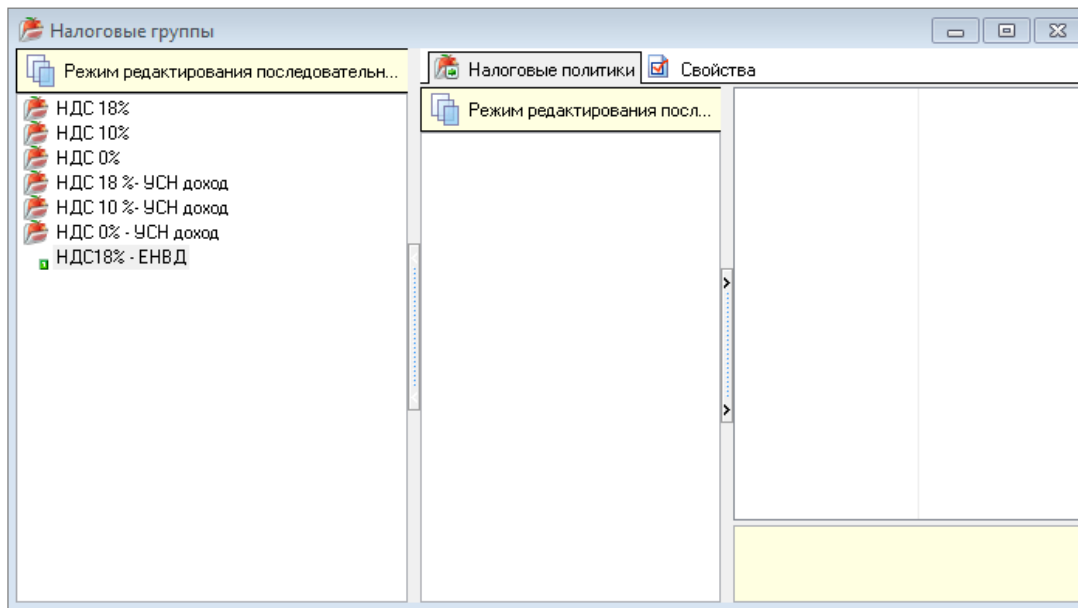 Налоговые группы
Режим редактирования последовательн...
НДС 18%
НДС 10%
НДС 0%
НДС 18 %- УСН доход
НДС 10 %- УСН доход
НДС 0% - УСН доход
НДС18% - ЕНВД
Налоговые политики
Свойства
Режим редактирования посл...